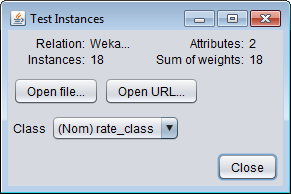 Test Instances
Relation: Weka... Attributes: 2
Instances: 18 Sum of weights: 18
Open file... Open URL...
Class (Nom) rate_class
Close